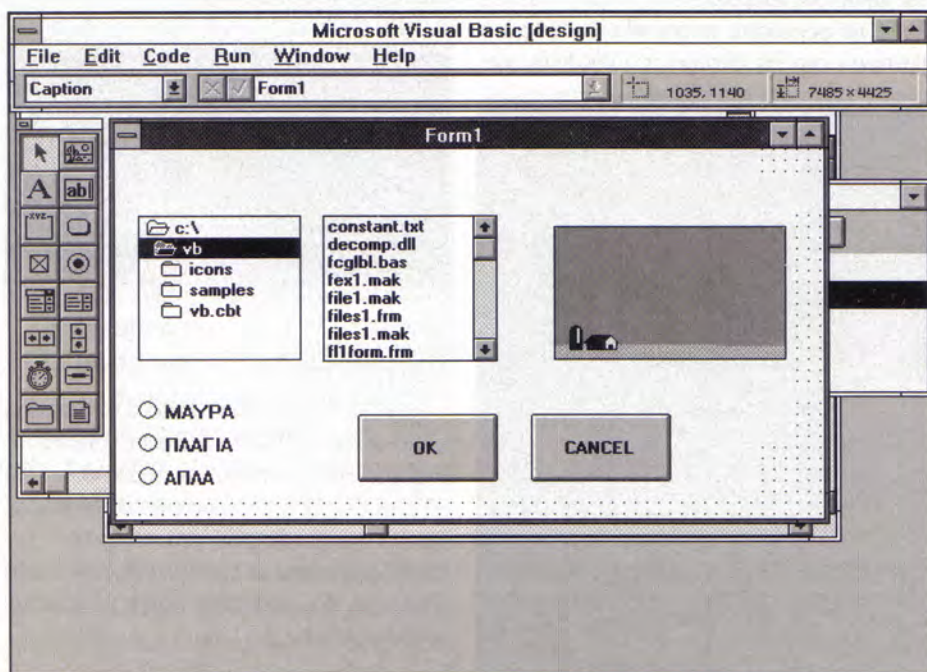 Microsoft Visual Basic [design]
File Edit Code Run Window Help
Caption Form1 1035, 1140 7485 × 4425
Form1
A ab
XYZ
c:\
vb
icons
samples
vb.cbt
constant.txt
decomp.dll
fcglbl.bas
fex1.mak
file1.mak
files1.frm
files1.mak
fl1form.frm
ΜΑΥΡΑ
ΠΛΑΓΙΑ
ΑΠΛΑ
OK CANCEL